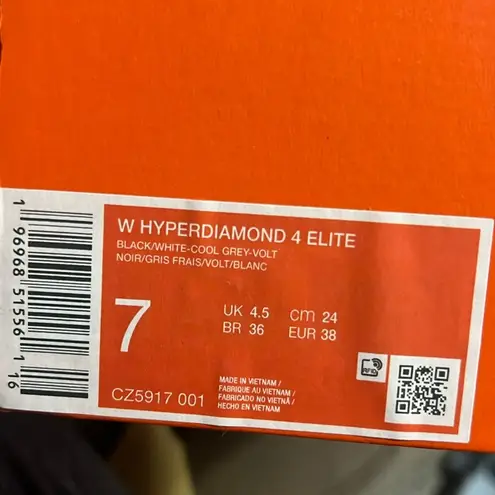 W HYPERDIAMOND 4 ELITE
BLACK/WHITE-COOL GREY-VOLT
NOIR/GRIS FRAIS/VOLT/BLANC
7
UK 4.5 cm 24
BR 36 EUR 38
CZ5917 001
MADE IN VIETNAM /
FABRIQUÉ AU VIETNAM /
FABRICADO NO VIETNÃ /
HECHO EN VIETNAM
RFID
1 96968 51556 1 16